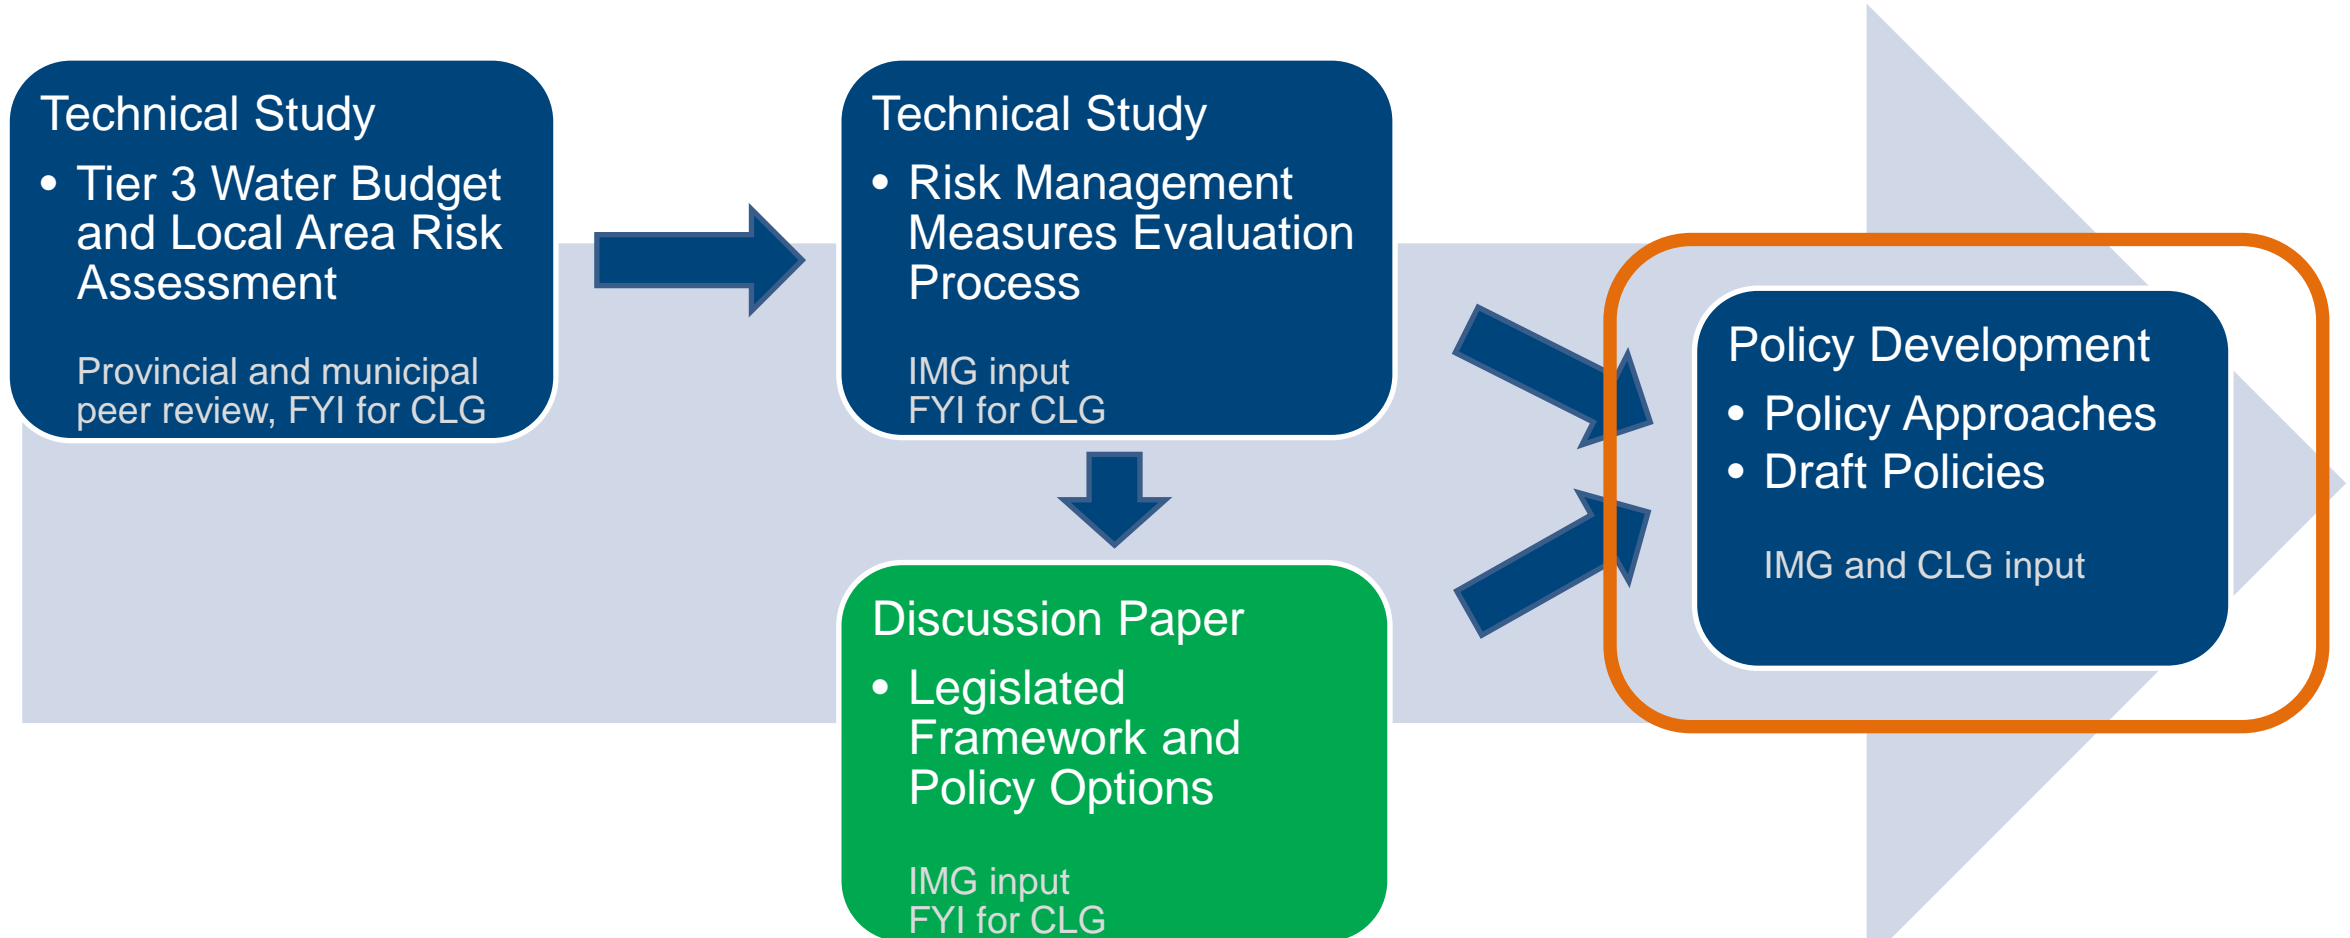 Technical Study
• Tier 3 Water Budget
and Local Area Risk
Assessment
Provincial and municipal
peer review, FYI for CLG
Technical Study
• Risk Management
Measures Evaluation
Process
IMG input
FYI for CLG
Discussion Paper
• Legislated
Framework and
Policy Options
IMG input
FYI for CLG
Policy Development
• Policy Approaches
• Draft Policies
IMG and CLG input